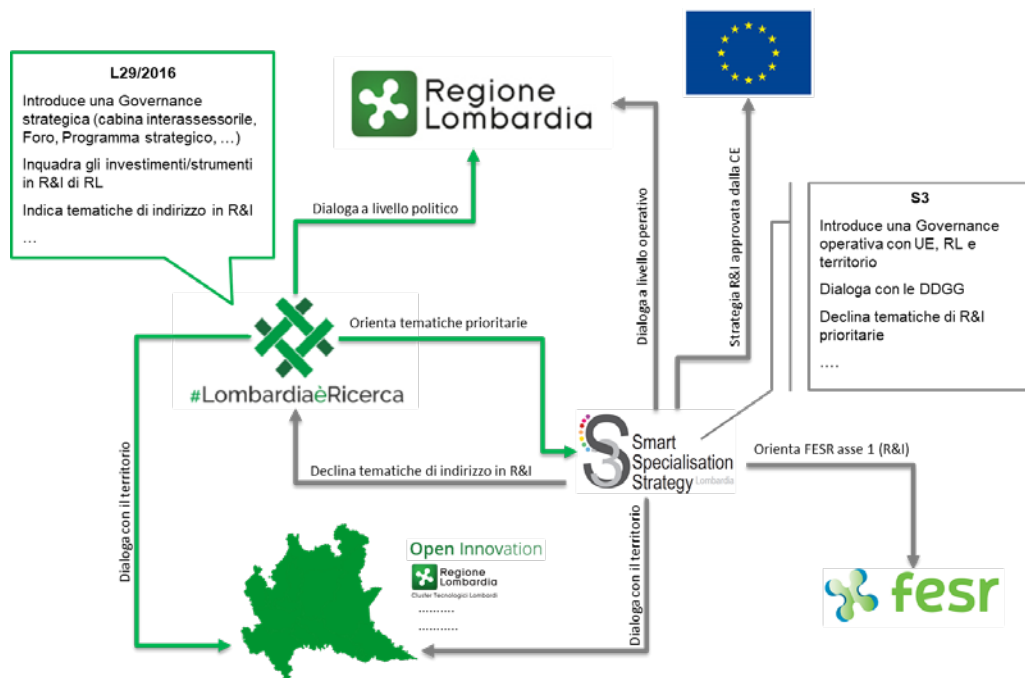 L29/2016
Introduce una Governance
strategica (cabina interassessorile,
Foro, Programma strategico, …)
Inquadra gli investimenti/strumenti
in R&I di RL
Indica tematiche di indirizzo in R&I
…
Regione
Lombardia
Dialoga a livello politico
Dialoga a livello operativo
Strategia R&I approvata dalla CE
S3
Introduce una Governance
operativa con UE, RL e
territorio
Dialoga con le DDGG
Declina tematiche di R&I
prioritarie
….
Orienta tematiche prioritarie
#LombardiaèRicerca
Declina tematiche di indirizzo in R&I
S3
Smart
Specialisation
Strategy Lombardia
Orienta FESR asse 1 (R&I)
Dialoga con il territorio
Dialoga con il territorio
Open Innovation
Regione
Lombardia
Cluster Tecnologici Lombardi
..........
...........
fesr